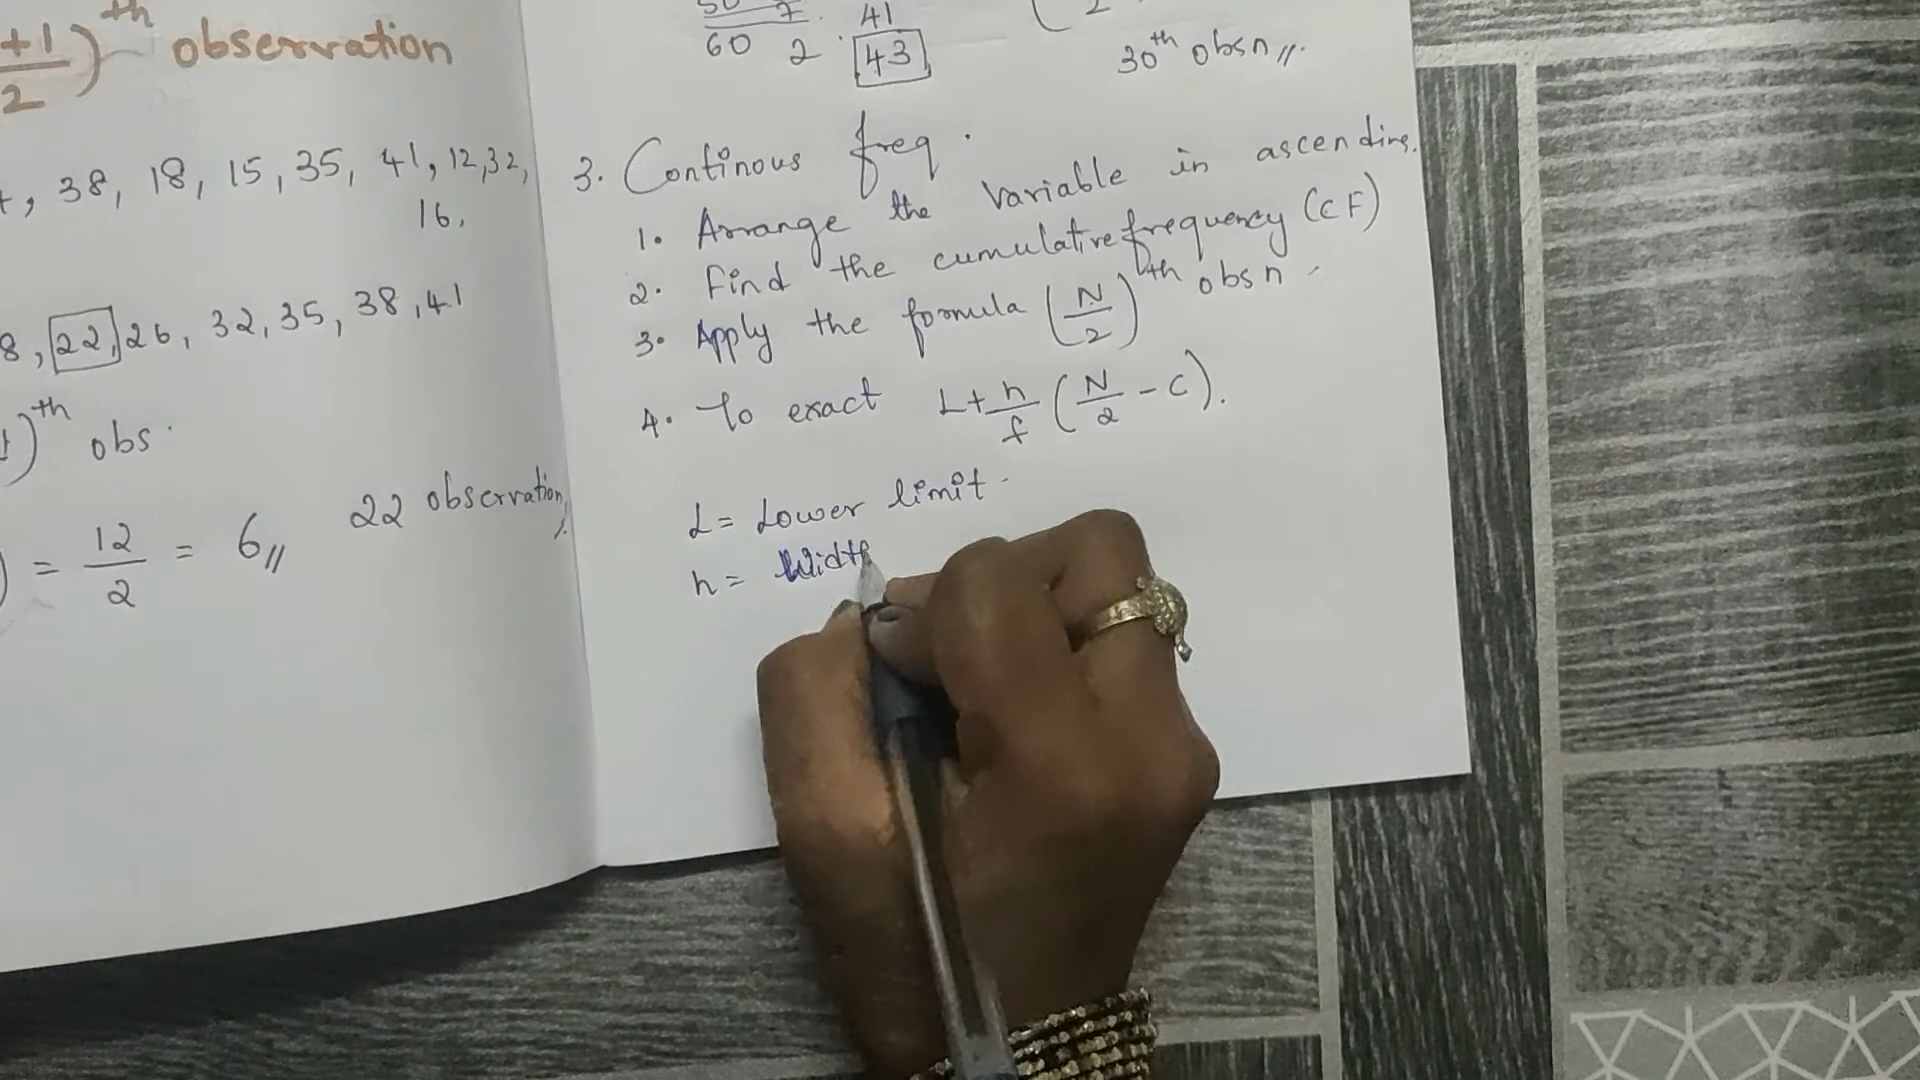 +1/2)th observation
, 38, 18, 15, 35, 41, 12, 32,
16.
8, 22, 26, 32, 35, 38, 41
)th obs.
) = 12/2 = 6 //
22 observation //.
60 7/2 . 41
43
2
30th obsn //.
3. Continous freq.
1. Arrange the variable in ascending.
2. Find the cumulative frequency (CF)
3. Apply the formula (N/2)th obsn.
4. To exact L+h/f (N/2 - C).
L = Lower limit.
h = Width